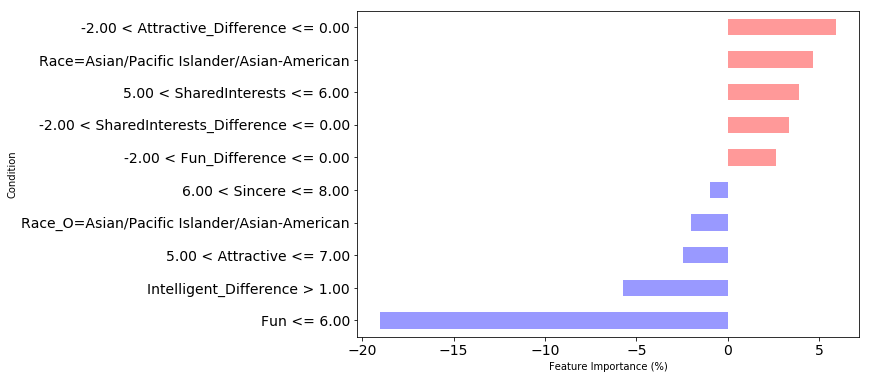 -2.00 < Attractive_Difference <= 0.00
Race=Asian/Pacific Islander/Asian-American
5.00 < SharedInterests <= 6.00
-2.00 < SharedInterests_Difference <= 0.00
-2.00 < Fun_Difference <= 0.00
6.00 < Sincere <= 8.00
Race_O=Asian/Pacific Islander/Asian-American
5.00 < Attractive <= 7.00
Intelligent_Difference > 1.00
Fun <= 6.00
Condition
−20 −15 −10 −5 0 5
Feature Importance (%)